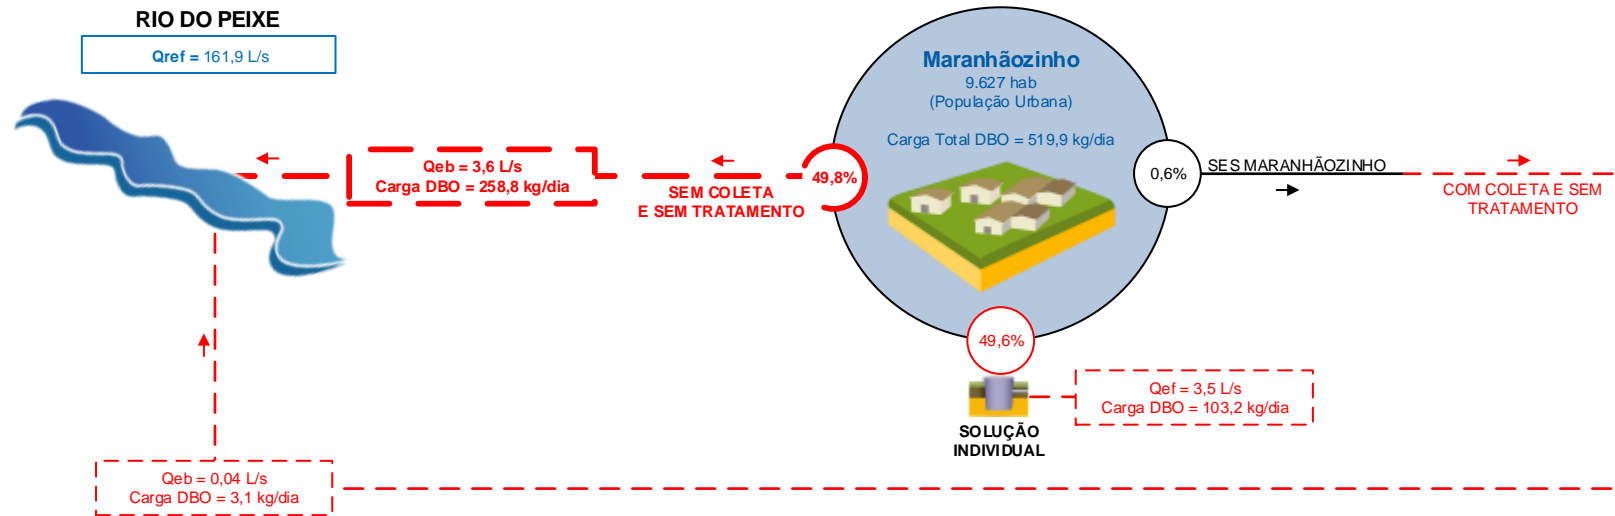 RIO DO PEIXE
Qref = 161,9 L/s
Maranhãozinho
9.627 hab
(População Urbana)
Carga Total DBO = 519,9 kg/dia
Qeb = 3,6 L/s
Carga DBO = 258,8 kg/dia
SEM COLETA
E SEM TRATAMENTO
49,8%
0,6%
SES MARANHÃOZINHO
COM COLETA E SEM
TRATAMENTO
49,6%
Qef = 3,5 L/s
Carga DBO = 103,2 kg/dia
SOLUÇÃO
INDIVIDUAL
Qeb = 0,04 L/s
Carga DBO = 3,1 kg/dia